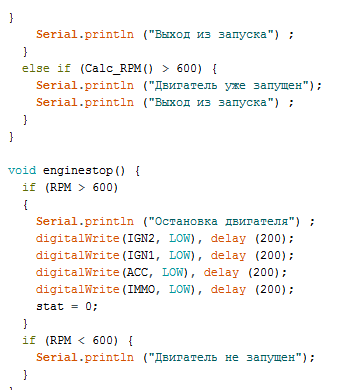 }
Serial.println ("Выход из запуска") ;
}
else if (Calc_RPM() > 600) {
Serial.println ("Двигатель уже запущен");
Serial.println ("Выход из запуска") ;
}
}
void enginestop() {
if (RPM > 600)
{
Serial.println ("Остановка двигателя") ;
digitalWrite(IGN2, LOW), delay (200);
digitalWrite(IGN1, LOW), delay (200);
digitalWrite(ACC, LOW), delay (200);
digitalWrite(IMMO, LOW), delay (200);
stat = 0;
}
if (RPM < 600) {
Serial.println ("Двигатель не запущен");
}